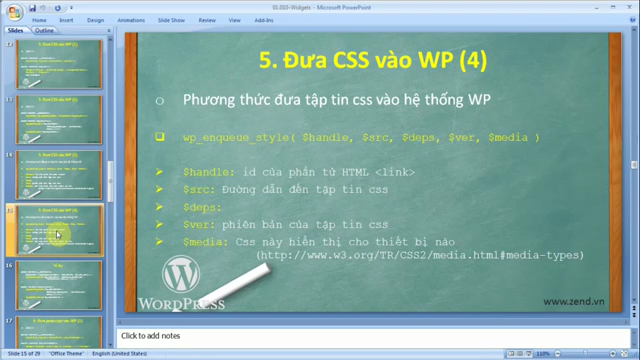 01.010-Widgets - Microsoft PowerPoint
Home Insert Design Animations Slide Show Review View Add-Ins
Slides Outline
12
13
14
15
16
17
5. Đưa CSS vào WP (4)
Phương thức đưa tập tin css vào hệ thống WP
wp_enqueue_style( $handle, $src, $deps, $ver, $media )
$handle: id của phần tử HTML <link>
$src: Đường dẫn đến tập tin css
$deps:
$ver: phiên bản của tập tin css
$media: Css này hiển thị cho thiết bị nào
(http://www.w3.org/TR/CSS2/media.html#media-types)
WORDPRESS
www.zend.vn
Click to add notes
Slide 15 of 29 "Office Theme" English (United States)
110%